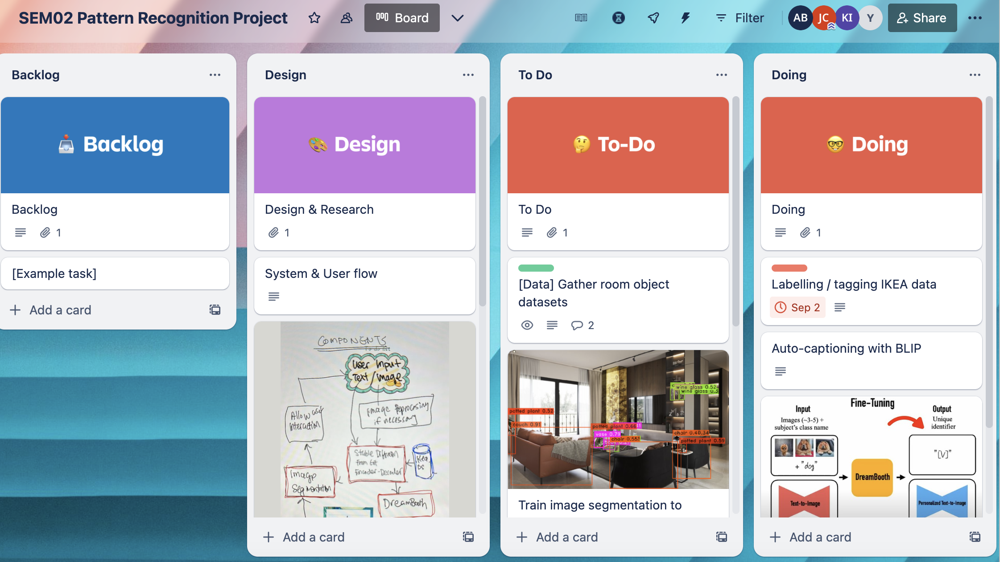 SEM02 Pattern Recognition Project
Board
Filter
AB
JC
KI
Y
Share
Backlog
Backlog
Backlog
1
[Example task]
Add a card
Design
Design
Design & Research
1
System & User flow
COMPONENTS
To do list
User Input
Text / Image
Image Preprocessing
if necessary
Allow user
interaction
Stable Diffusion
from Git
Encoder-Decoder
Image
Segmentation
DreamBooth
Add a card
To Do
To-Do
To Do
1
[Data] Gather room object
datasets
2
wine glass 0.52
wine glass 0.3
potted plant 0.52
couch 0.91
potted plant 0.66
vase 0.79
chair 0.55
chair 0.40.34
potted plant 0.59
Train image segmentation to
Add a card
Doing
Doing
Doing
1
Labelling / tagging IKEA data
Sep 2
Auto-captioning with BLIP
Fine-Tuning
Input
Images (~3-5) +
subject's class name
Output
Unique
identifier
+ "dog"
"[V]"
DreamBooth
Text-to-Image
Personalized Text-to-Image
Add a card